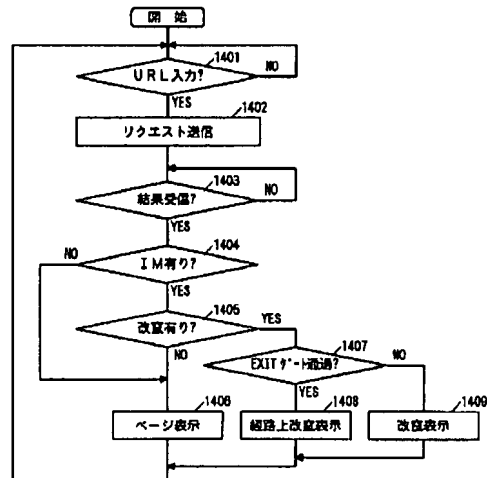 開始
1401
URL入力?
NO
YES
1402
リクエスト送信
1403
結果受信?
NO
YES
1404
NO
IM有り?
YES
1405
改竄有り?
YES
NO
1407
EXITゲート通過?
NO
YES
1406
ページ表示
1408
経路上改竄表示
1409
改竄表示